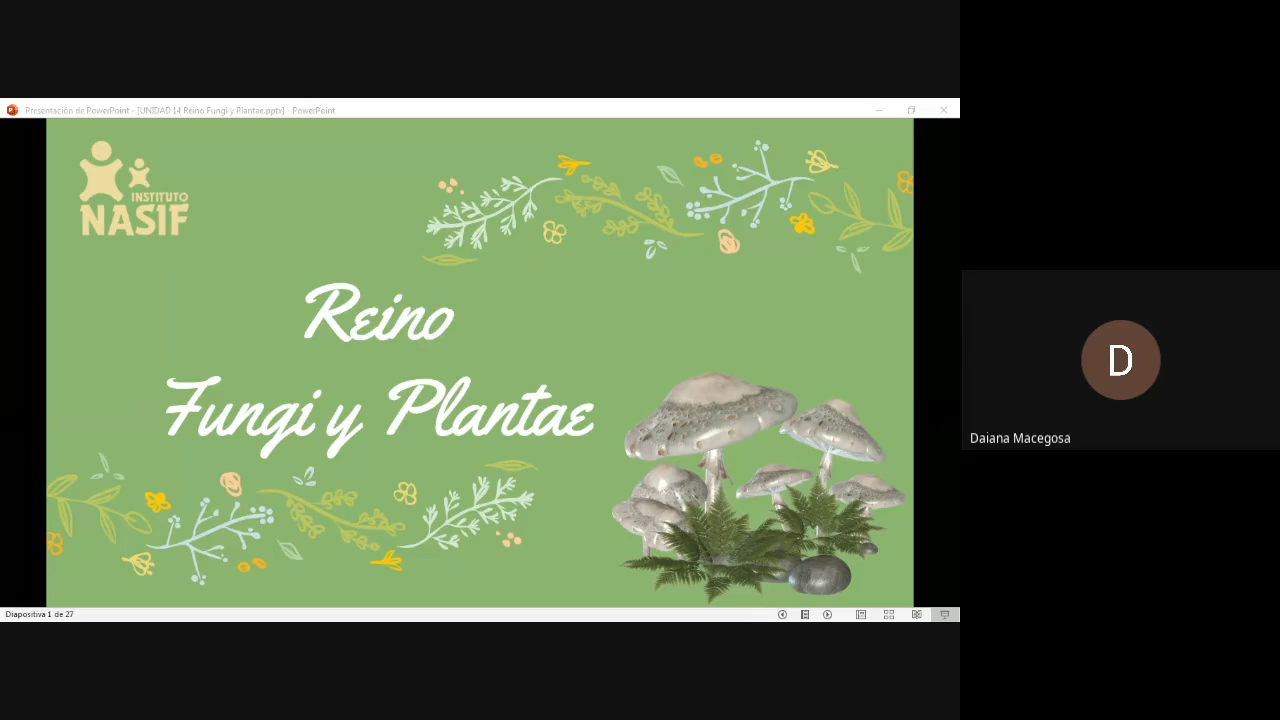 Presentación de PowerPoint - [UNIDAD 14 Reino Fungi y Plantae.pptx] - PowerPoint
INSTITUTO
NASIF
Reino
Fungi y Plantae
D
Daiana Macegosa
Diapositiva 1 de 27